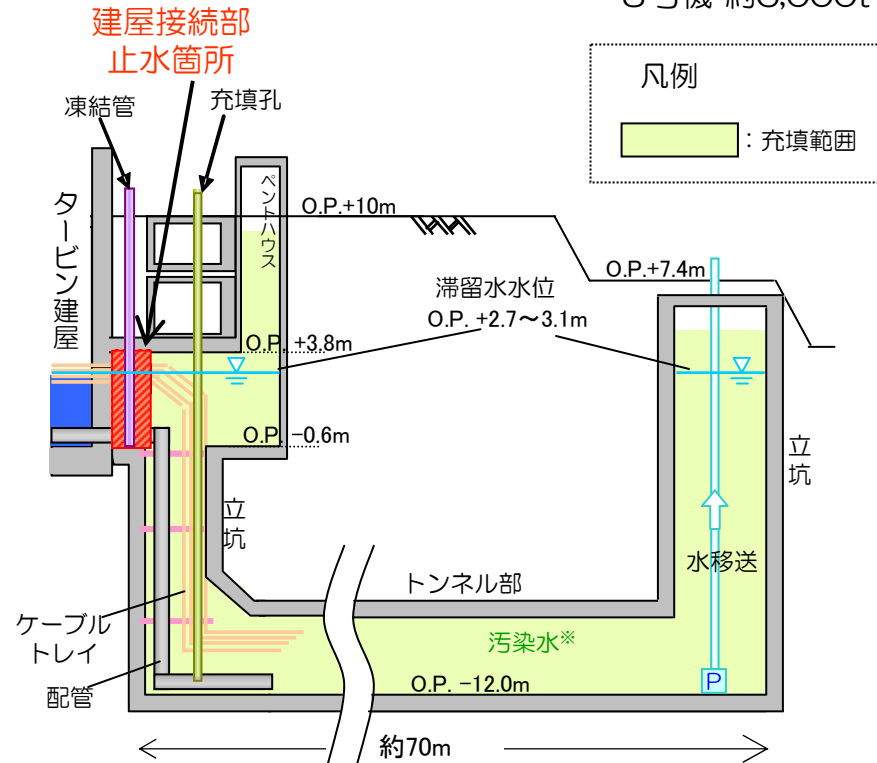 建屋接続部
止水箇所
凡例
：充填範囲
凍結管
充填孔
タービン建屋
ペントハウス
O.P.+10m
O.P.+7.4m
滞留水水位
O.P. +2.7～3.1m
O.P. +3.8m
O.P. −0.6m
立坑
立坑
水移送
トンネル部
ケーブル
トレイ
汚染水※
配管
O.P. −12.0m
P
約70m